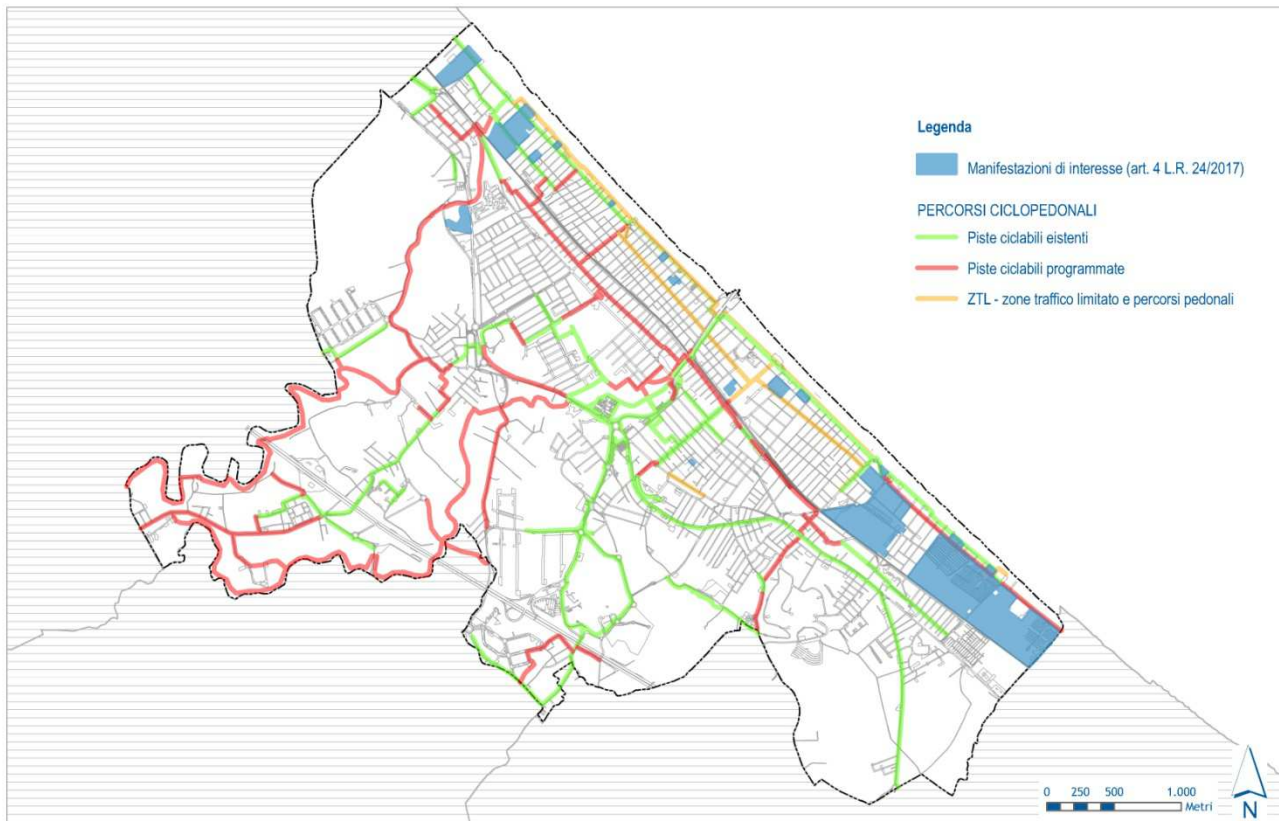 Legenda
Manifestazioni di interesse (art. 4 L.R. 24/2017)
PERCORSI CICLOPEDONALI
Piste ciclabili eistenti
Piste ciclabili programmate
ZTL - zone traffico limitato e percorsi pedonali
0 250 500 1.000
Metri
N